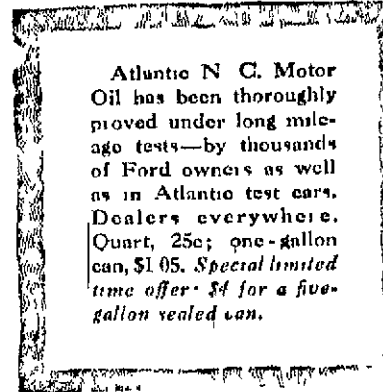 Atlantic N C. Motor
Oil has been thoroughly
proved under long mile-
age tests—by thousands
of Ford owners as well
as in Atlantic test cars.
Dealers everywhere.
Quart, 25c; one-gallon
can, $1 05. Special limited
time offer· $4 for a five-
gallon sealed can.